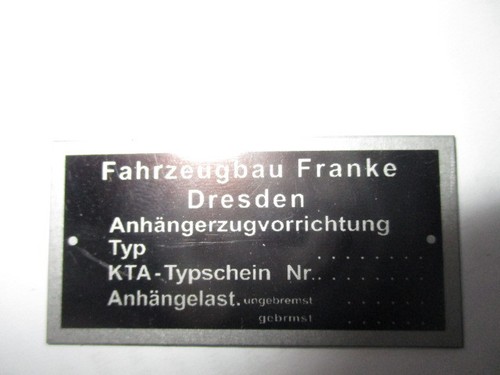 Fahrzeugbau Franke
Dresden
Anhängerzugvorrichtung
Typ ........
KTA-Typschein Nr.........
Anhängelast. ungebremst ......
gebrmst ......